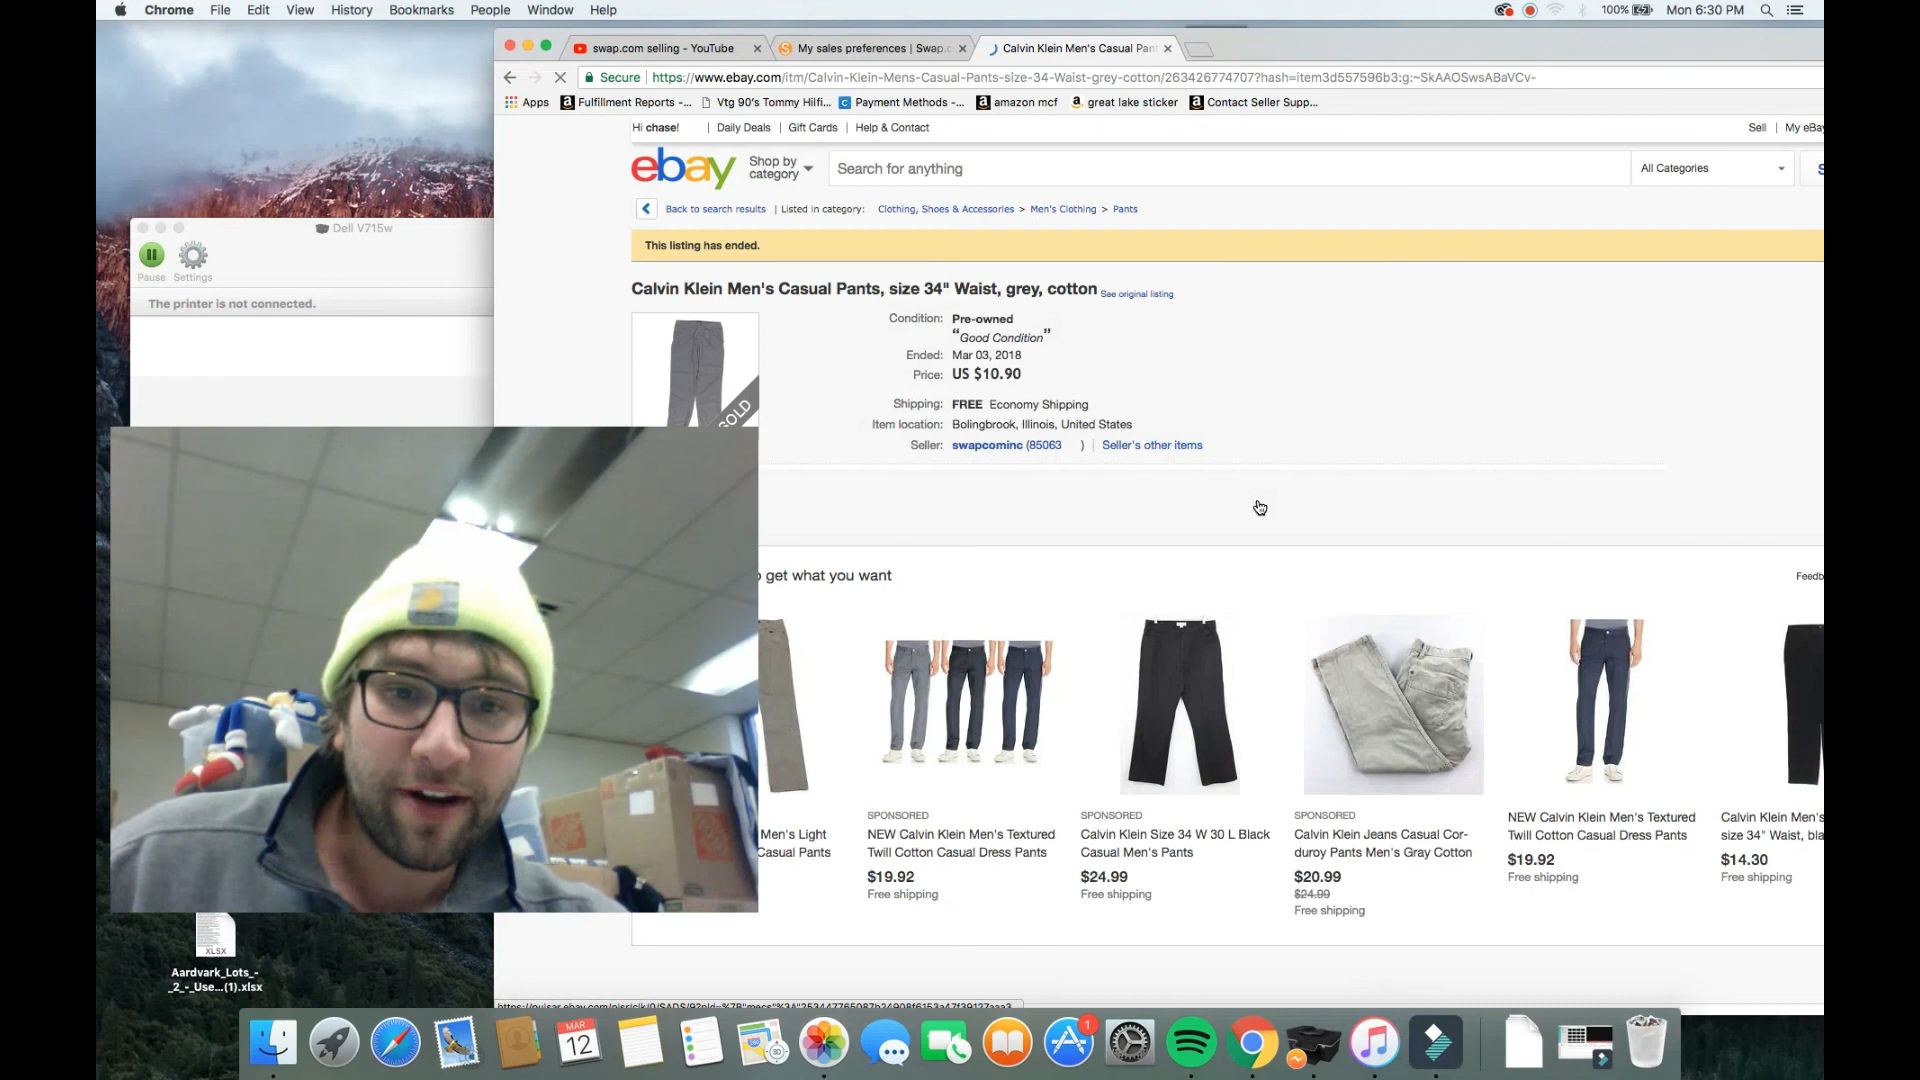 Chrome File Edit View History Bookmarks People Window Help 100% Mon 6:30 PM
swap.com selling - YouTube My sales preferences | Swap.c Calvin Klein Men's Casual Pan
Secure https://www.ebay.com/itm/Calvin-Klein-Mens-Casual-Pants-size-34-Waist-grey-cotton/263426774707?hash=item3d557596b3:g:~SkAAOSwsABaVCv-
Apps Fulfillment Reports -... Vtg 90's Tommy Hilfi... Payment Methods -... amazon mcf great lake sticker Contact Seller Supp...
Hi chase! | Daily Deals | Gift Cards | Help & Contact Sell | My eBay
ebay Shop by category Search for anything All Categories
Back to search results | Listed in category: Clothing, Shoes & Accessories > Men's Clothing > Pants
Dell V715w
Pause Settings
The printer is not connected.
This listing has ended.
Calvin Klein Men's Casual Pants, size 34" Waist, grey, cotton See original listing
SOLD
Condition: Pre-owned
"Good Condition"
Ended: Mar 03, 2018
Price: US $10.90
Shipping: FREE Economy Shipping
Item location: Bolingbrook, Illinois, United States
Seller: swapcominc (85063 ) | Seller's other items
to get what you want Feedb
Men's Light
Casual Pants
SPONSORED
NEW Calvin Klein Men's Textured
Twill Cotton Casual Dress Pants
$19.92
Free shipping
SPONSORED
Calvin Klein Size 34 W 30 L Black
Casual Men's Pants
$24.99
Free shipping
SPONSORED
Calvin Klein Jeans Casual Cor-
duroy Pants Men's Gray Cotton
$20.99
$24.99
Free shipping
NEW Calvin Klein Men's Textured
Twill Cotton Casual Dress Pants
$19.92
Free shipping
Calvin Klein Men's
size 34" Waist, bla
$14.30
Free shipping
XLSX
Aardvark_Lots_-
_2_-_Use...(1).xlsx
MAR
12
3D
1